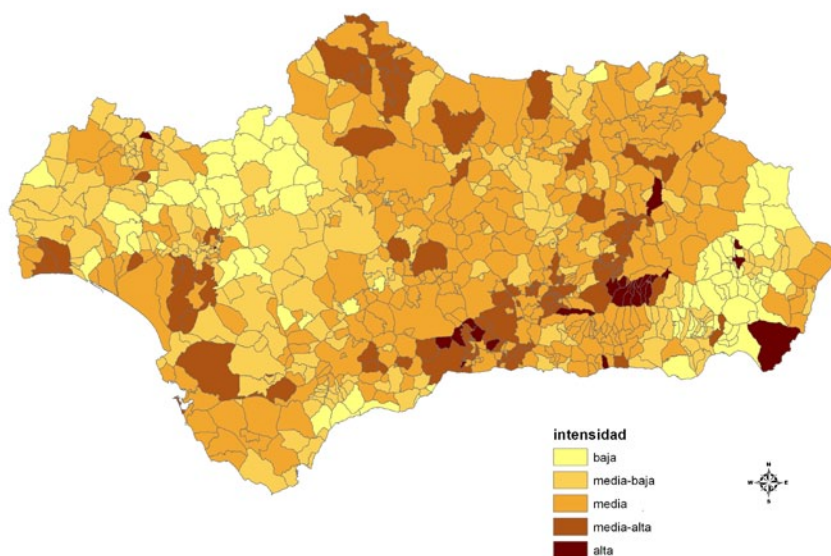 intensidad
baja
media-baja
media
media-alta
alta
N
W E
S